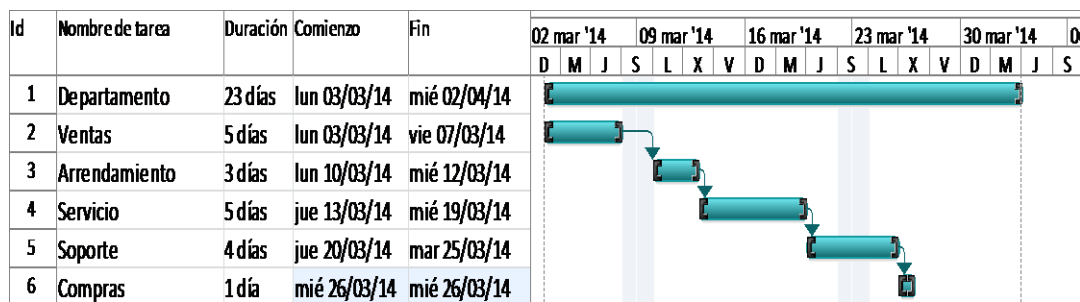 Id Nombre de tarea Duración Comienzo Fin
02 mar '14 09 mar '14 16 mar '14 23 mar '14 30 mar '14
D M J S L X V D M J S L X V D M J S
1 Departamento 23 días lun 03/03/14 mié 02/04/14
2 Ventas 5 días lun 03/03/14 vie 07/03/14
3 Arrendamiento 3 días lun 10/03/14 mié 12/03/14
4 Servicio 5 días jue 13/03/14 mié 19/03/14
5 Soporte 4 días jue 20/03/14 mar 25/03/14
6 Compras 1 día mié 26/03/14 mié 26/03/14